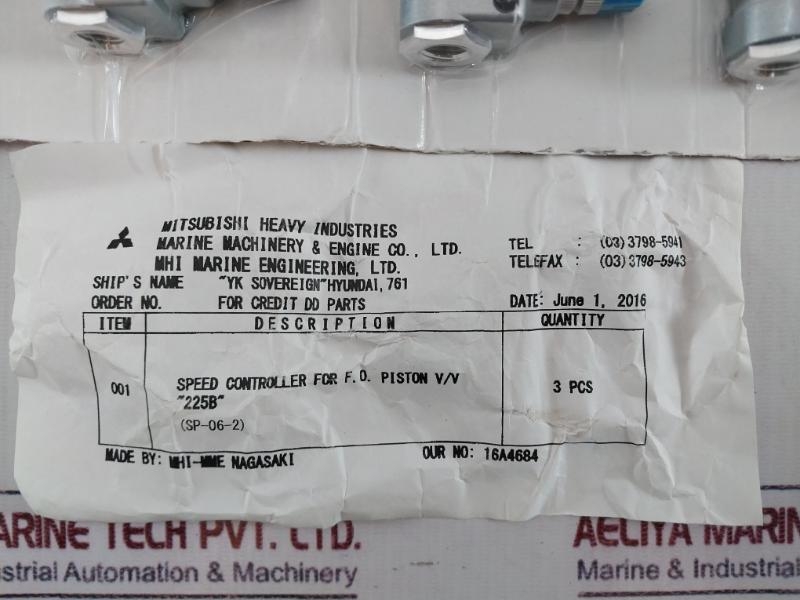 MITSUBISHI HEAVY INDUSTRIES
MARINE MACHINERY & ENGINE CO., LTD.
MHI MARINE ENGINEERING, LTD.
TEL : (03)3798-5941
TELEFAX : (03)3798-5943
SHIP'S NAME "YK SOVEREIGN"HYUNDAI,761
ORDER NO. FOR CREDIT DD PARTS DATE: June 1, 2016
ITEM DESCRIPTION QUANTITY
001 SPEED CONTROLLER FOR F.O. PISTON V/V 3 PCS
"225B"
(SP-06-2)
MADE BY: MHI-MME NAGASAKI OUR NO: 16A4684
ARINE TECH PVT. LTD. AELIYA MARIN
strial Automation & Machinery Marine & Industrial